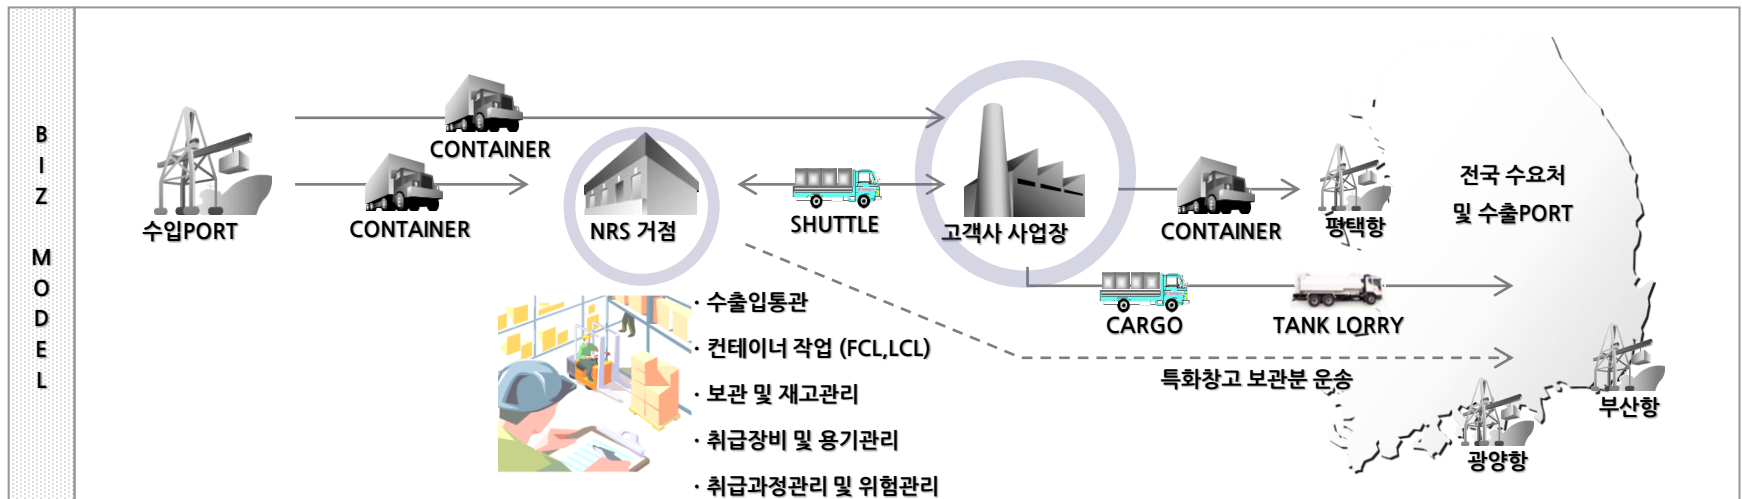 BIZ MODEL
CONTAINER
수입PORT
CONTAINER
NRS 거점
SHUTTLE
고객사 사업장
CONTAINER
평택항
전국 수요처
및 수출PORT
CARGO
TANK LORRY
특화창고 보관분 운송
부산항
광양항
· 수출입통관
· 컨테이너 작업 (FCL,LCL)
· 보관 및 재고관리
· 취급장비 및 용기관리
· 취급과정관리 및 위험관리